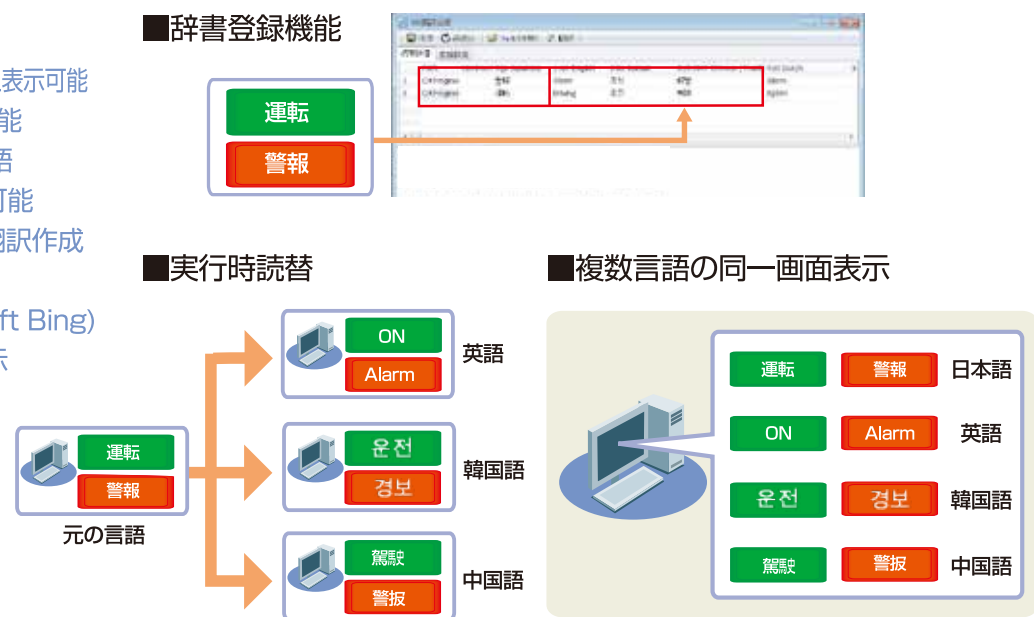 ■辞書登録機能
表示可能
能
語
可能
翻訳作成
ft Bing)
示
運転
警報
■実行時読替
ON
Alarm
英語
운전
경보
韓国語
駕駛
警报
中国語
運転
警報
元の言語
■複数言語の同一画面表示
運転 警報 日本語
ON Alarm 英語
운전 경보 韓国語
駕駛 警报 中国語